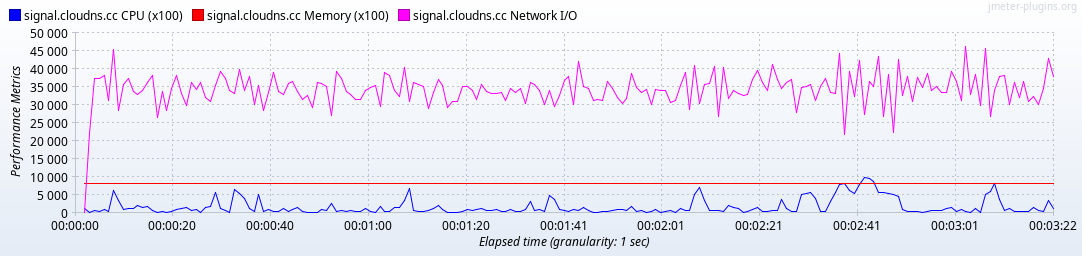 jmeter-plugins.org
signal.cloudns.cc CPU (x100) signal.cloudns.cc Memory (x100) signal.cloudns.cc Network I/O
50 000
45 000
40 000
35 000
30 000
25 000
20 000
15 000
10 000
5 000
0
Performance Metrics
00:00:00 00:00:20 00:00:40 00:01:00 00:01:20 00:01:41 00:02:01 00:02:21 00:02:41 00:03:01 00:03:22
Elapsed time (granularity: 1 sec)